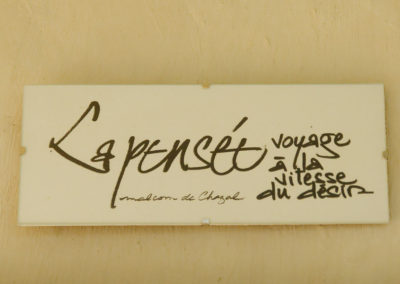 La pensée voyage
à la
vitesse
du désir
malcom de Chazal